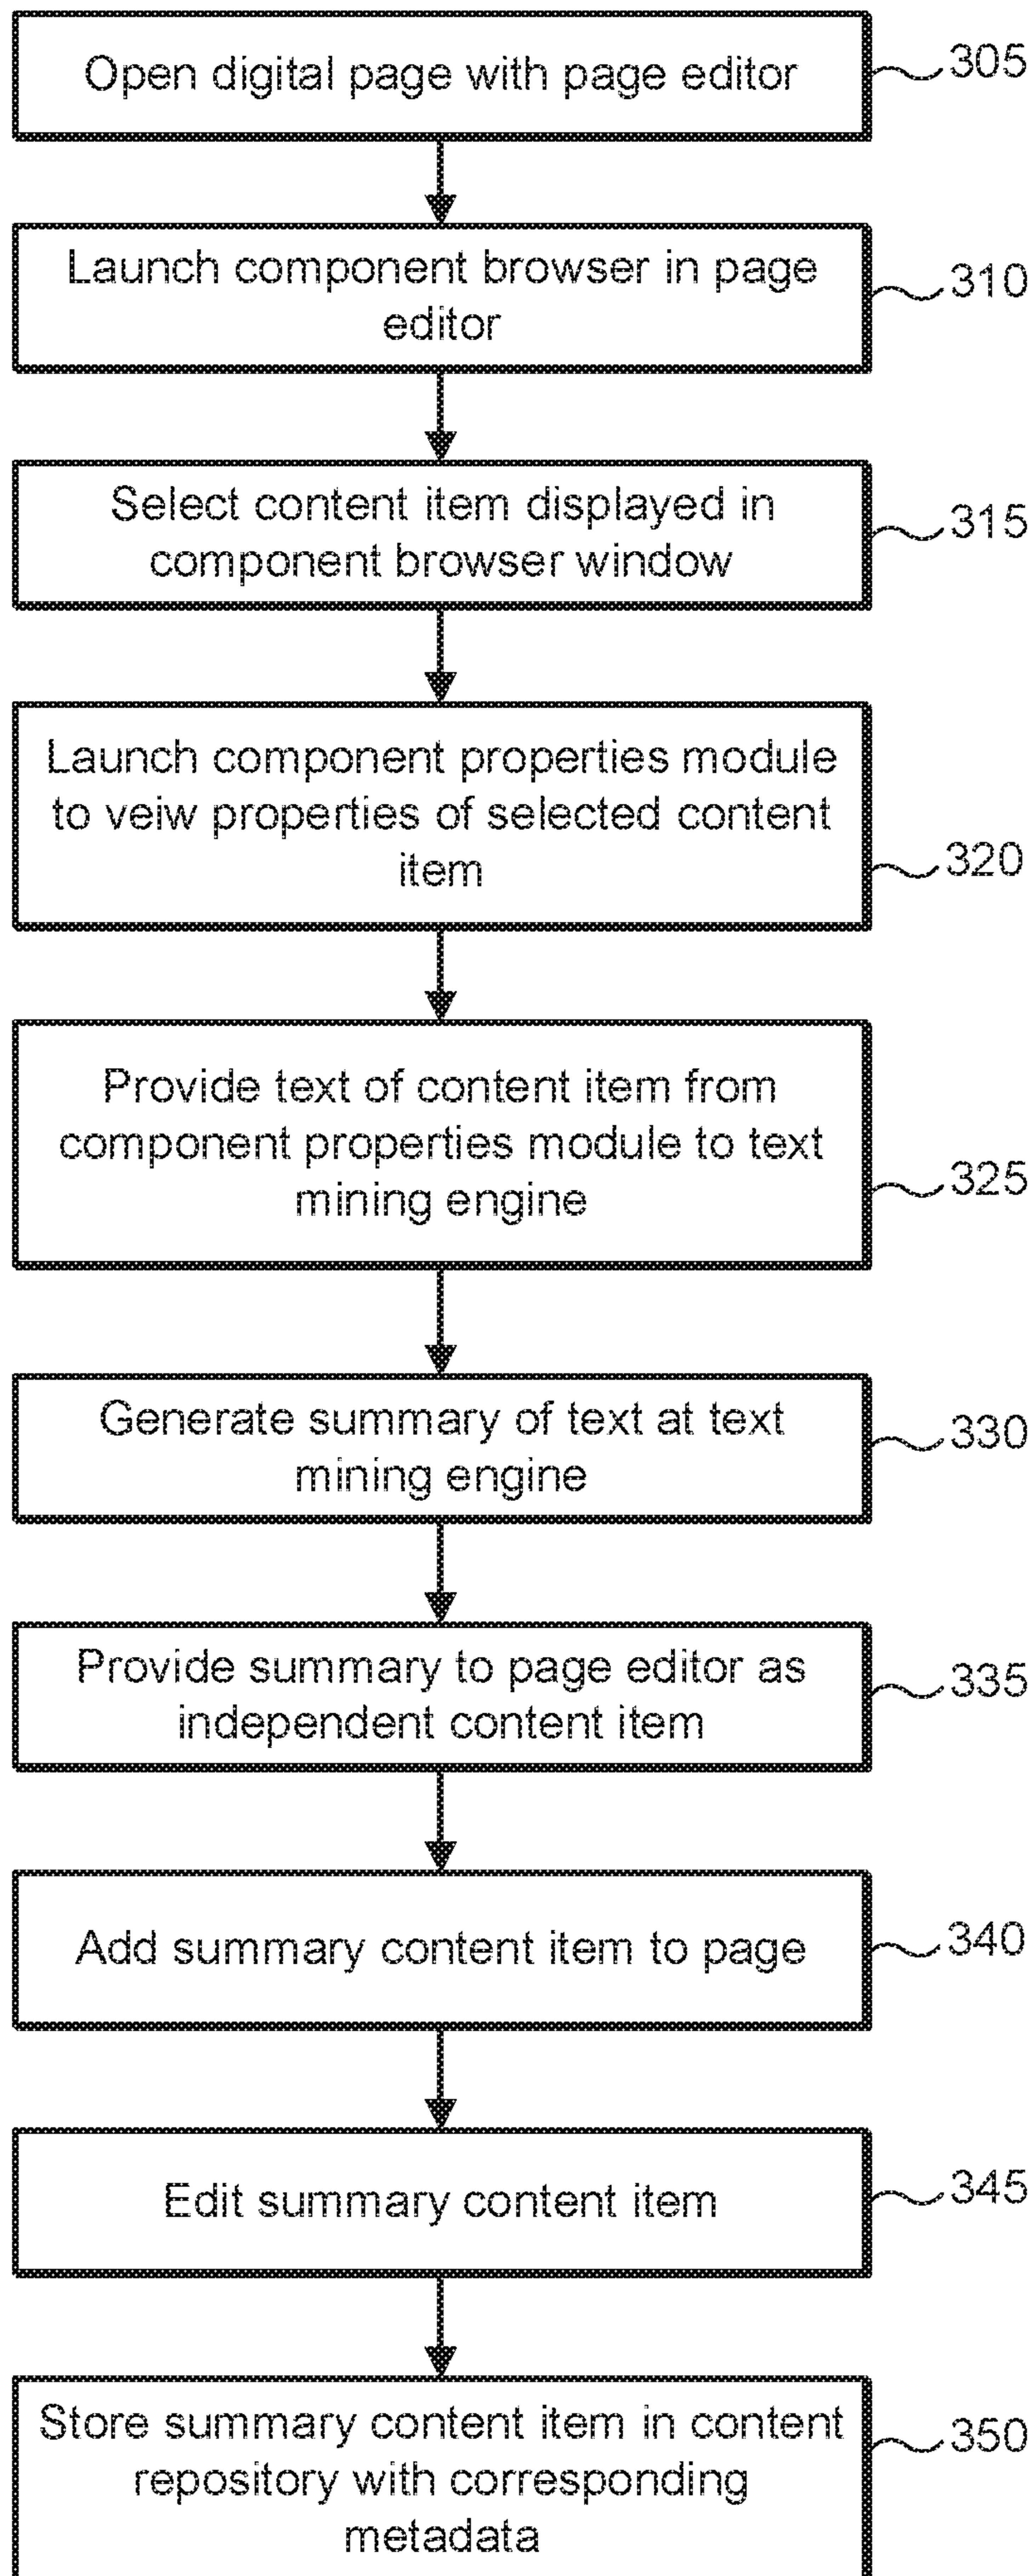 Open digital page with page editor
305
Launch component browser in page
editor
310
Select content item displayed in
component browser window
315
Launch component properties module
to veiw properties of selected content
item
320
Provide text of content item from
component properties module to text
mining engine
325
Generate summary of text at text
mining engine
330
Provide summary to page editor as
independent content item
335
Add summary content item to page
340
Edit summary content item
345
Store summary content item in content
repository with corresponding
metadata
350